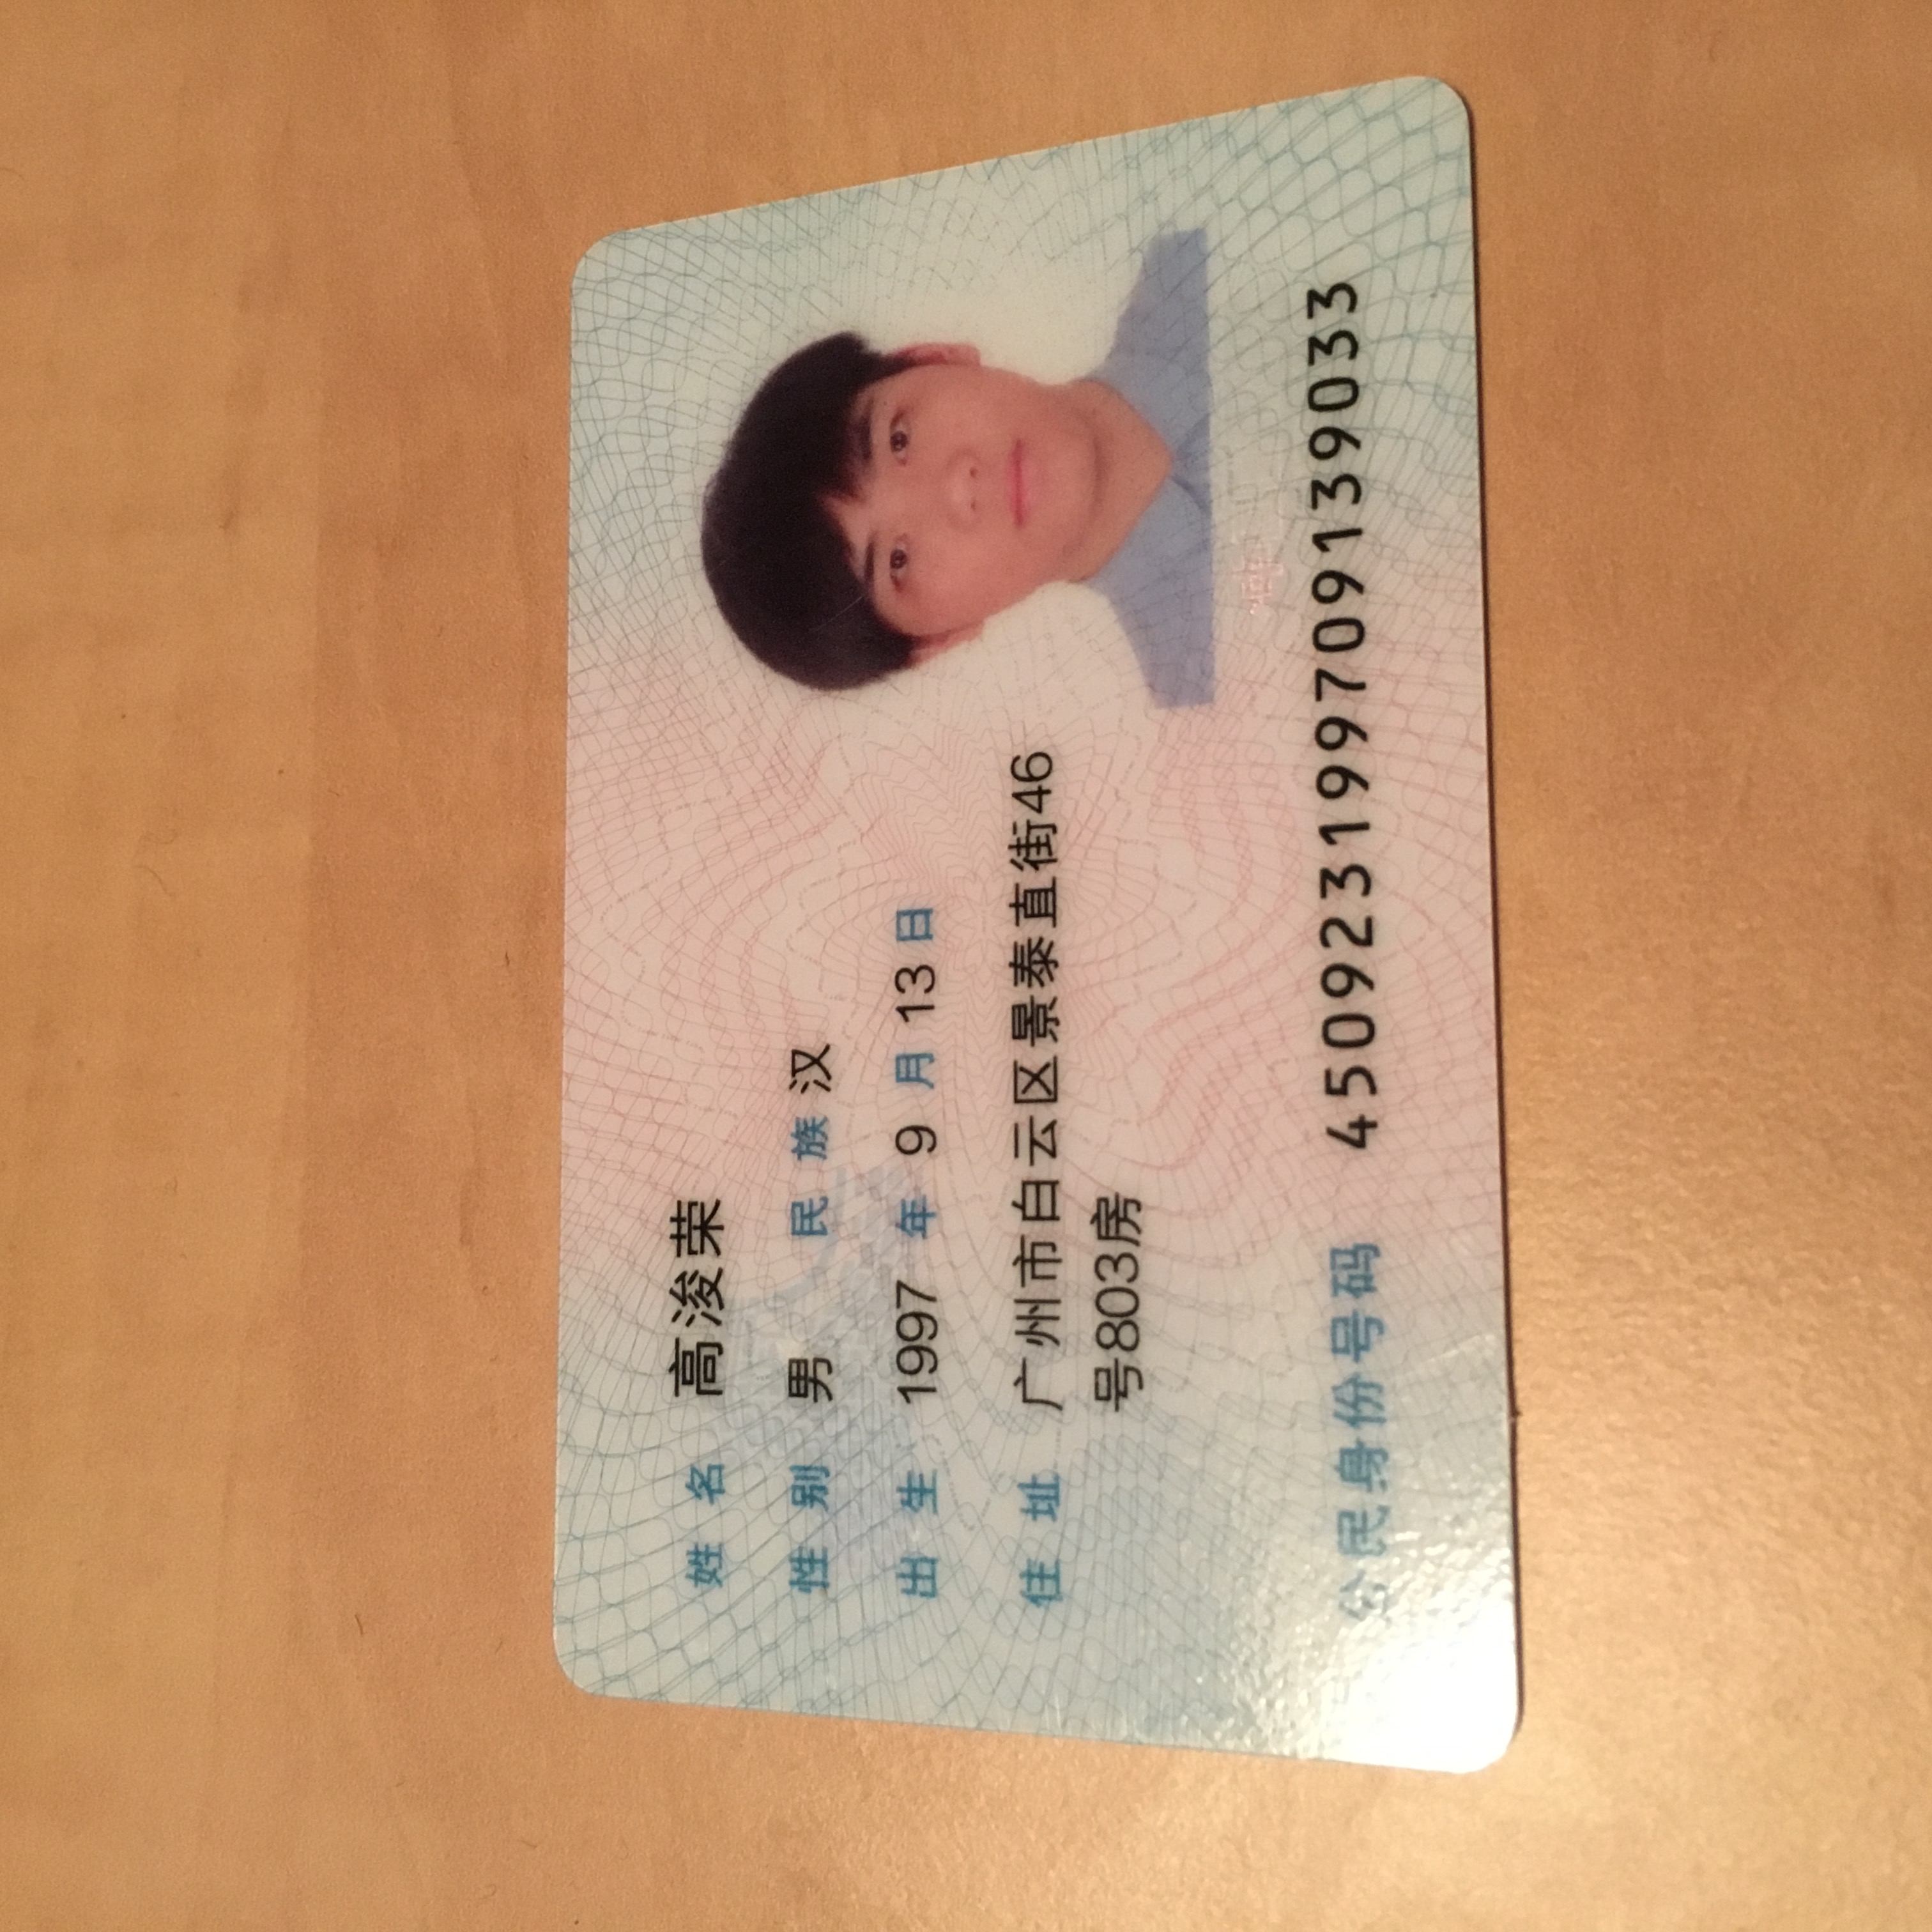 姓名 高浚荣
性别 男 民族 汉
出生 1997 年 9 月 13 日
住址 广州市白云区景泰直街46
号803房
公民身份号码 450923199709139033